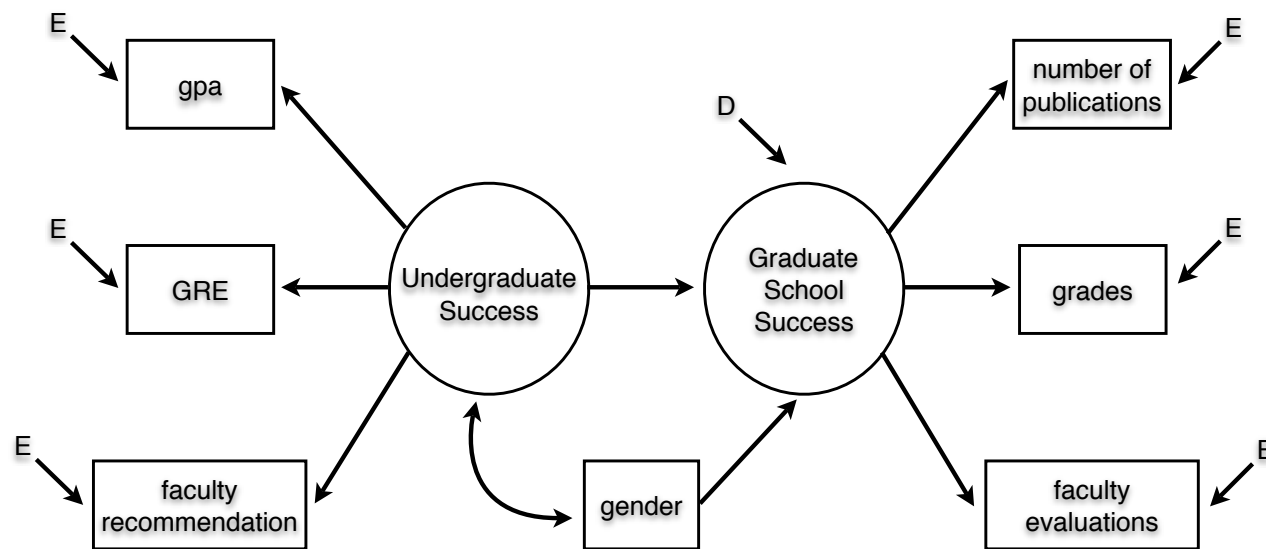 E
gpa
E
number of
publications
D
E
GRE
Undergraduate
Success
Graduate
School
Success
E
grades
E
faculty
recommendation
gender
E
faculty
evaluations